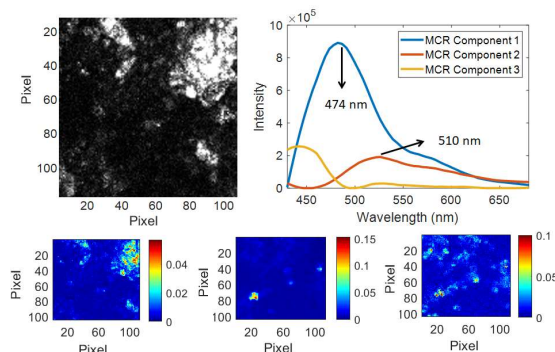 20
40
60
80
100
Pixel
20 40 60 80 100
Pixel
×10⁵
10
8
6
4
2
0
Intensity
450 500 550 600 650
Wavelength (nm)
MCR Component 1
MCR Component 2
MCR Component 3
474 nm
510 nm
0
20
40
60
80
100
Pixel
20 60 100
Pixel
0.04
0.02
0
0
20
40
60
80
100
Pixel
20 60 100
Pixel
0.15
0.1
0.05
0
0
20
40
60
80
100
Pixel
20 60 100
Pixel
0.1
0.05
0